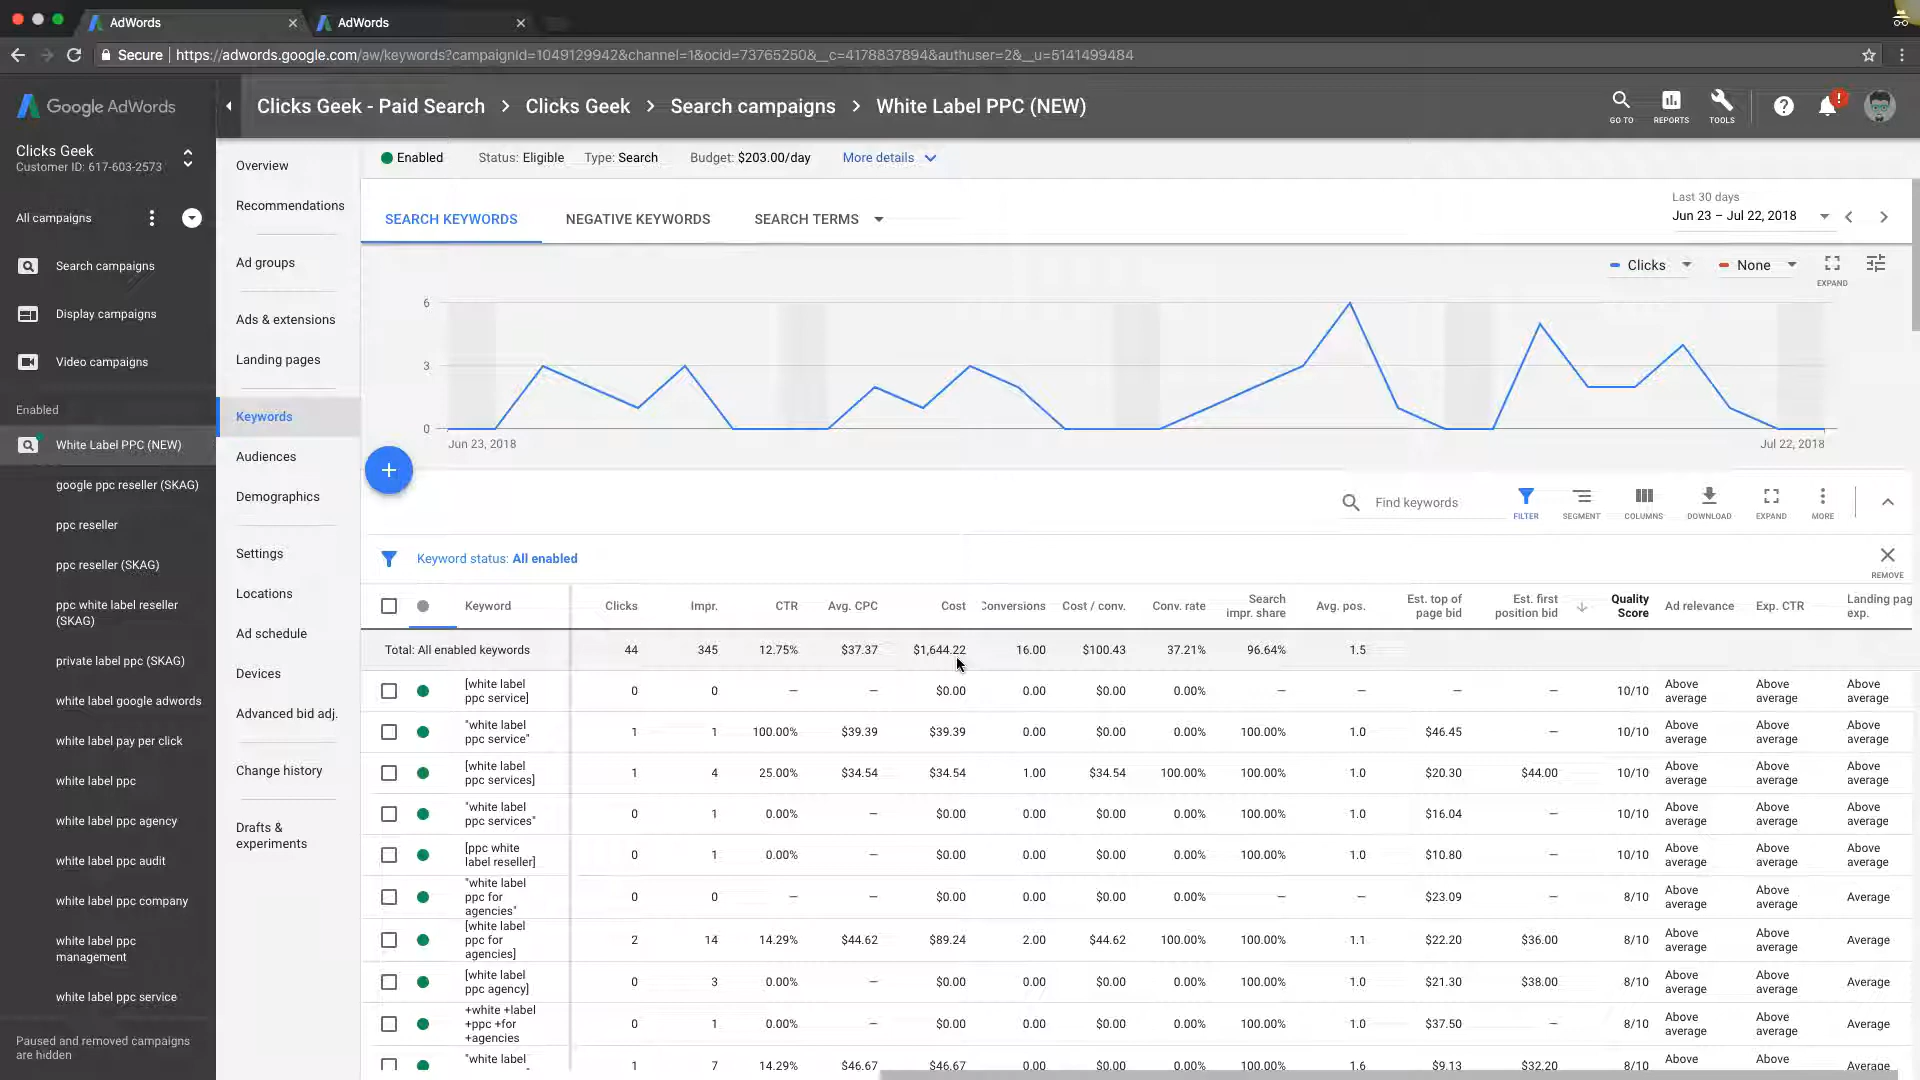 AdWords
AdWords
Secure https://adwords.google.com/aw/keywords?campaignId=1049129942&channel=1&ocid=73765250&__c=4178837894&authuser=2&__u=5141499484
Google AdWords
Clicks Geek - Paid Search > Clicks Geek > Search campaigns > White Label PPC (NEW)
GO TO
REPORTS
TOOLS
Clicks Geek
Customer ID: 617-603-2573
All campaigns
Search campaigns
Display campaigns
Video campaigns
Enabled
White Label PPC (NEW)
google ppc reseller (SKAG)
ppc reseller
ppc reseller (SKAG)
ppc white label reseller
(SKAG)
private label ppc (SKAG)
white label google adwords
white label pay per click
white label ppc
white label ppc agency
white label ppc audit
white label ppc company
white label ppc
management
white label ppc service
Paused and removed campaigns
are hidden
Overview
Recommendations
Ad groups
Ads & extensions
Landing pages
Keywords
Audiences
Demographics
Settings
Locations
Ad schedule
Devices
Advanced bid adj.
Change history
Drafts &
experiments
Enabled Status: Eligible Type: Search Budget: $203.00/day More details
SEARCH KEYWORDS NEGATIVE KEYWORDS SEARCH TERMS
Last 30 days
Jun 23 – Jul 22, 2018
Clicks None
EXPAND
6
3
0
Jun 23, 2018 Jul 22, 2018
Find keywords
FILTER SEGMENT COLUMNS DOWNLOAD EXPAND MORE
Keyword status: All enabled
REMOVE
Keyword Clicks Impr. CTR Avg. CPC Cost Conversions Cost / conv. Conv. rate Search impr. share Avg. pos. Est. top of page bid Est. first position bid Quality Score Ad relevance Exp. CTR Landing pag exp.
Total: All enabled keywords 44 345 12.75% $37.37 $1,644.22 16.00 $100.43 37.21% 96.64% 1.5
[white label ppc service] 0 0 — — $0.00 0.00 $0.00 0.00% — — — — 10/10 Above average Above average Above average
"white label ppc service" 1 1 100.00% $39.39 $39.39 0.00 $0.00 0.00% 100.00% 1.0 $46.45 — 10/10 Above average Above average Above average
[white label ppc services] 1 4 25.00% $34.54 $34.54 1.00 $34.54 100.00% 100.00% 1.0 $20.30 $44.00 10/10 Above average Above average Above average
"white label ppc services" 0 1 0.00% — $0.00 0.00 $0.00 0.00% 100.00% 1.0 $16.04 — 10/10 Above average Above average Above average
[ppc white label reseller] 0 1 0.00% — $0.00 0.00 $0.00 0.00% 100.00% 1.0 $10.80 — 10/10 Above average Above average Above average
"white label ppc for agencies" 0 0 — — $0.00 0.00 $0.00 0.00% — — $23.09 — 8/10 Above average Above average Average
[white label ppc for agencies] 2 14 14.29% $44.62 $89.24 2.00 $44.62 100.00% 100.00% 1.1 $22.20 $36.00 8/10 Above average Above average Average
[white label ppc agency] 0 3 0.00% — $0.00 0.00 $0.00 0.00% 100.00% 1.0 $21.30 $38.00 8/10 Above average Above average Average
+white +label +ppc +for +agencies 0 1 0.00% — $0.00 0.00 $0.00 0.00% 100.00% 1.0 $37.50 — 8/10 Above average Above average Average
"white label 1 7 14.29% $46.67 $46.67 0.00 $0.00 0.00% 100.00% 1.6 $9.13 $32.20 8/10 Above Above Average